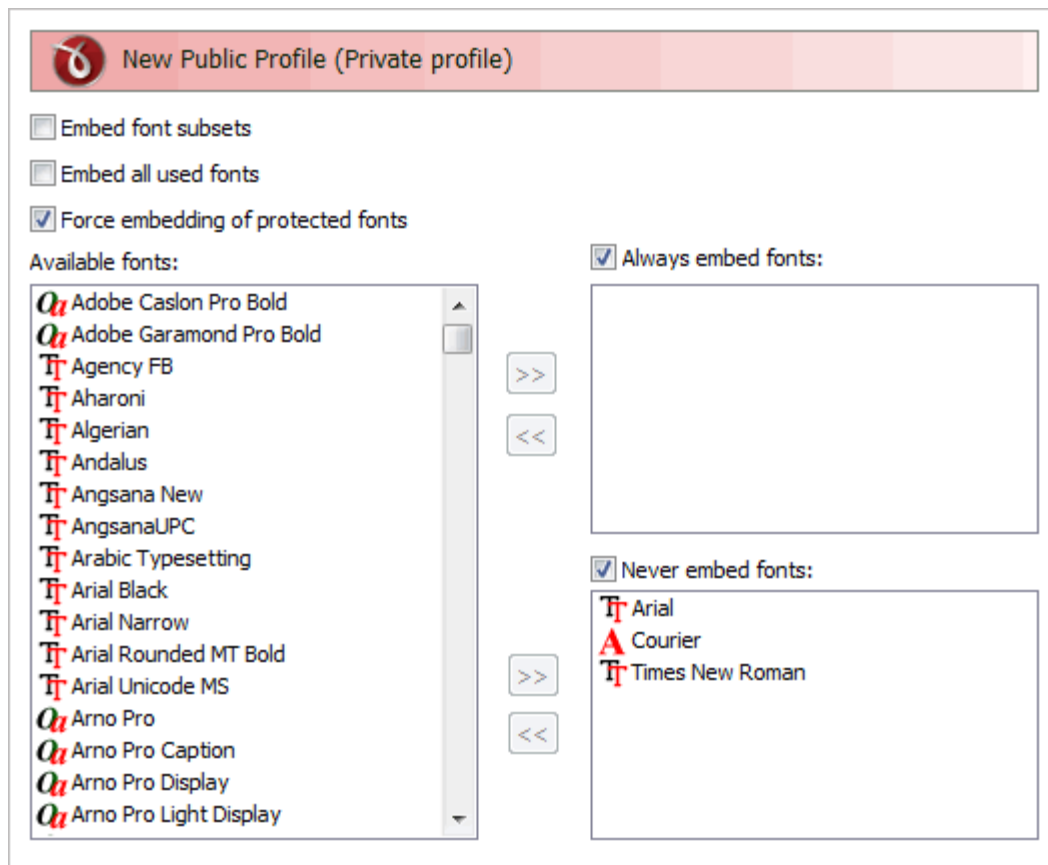 New Public Profile (Private profile)
Embed font subsets
Embed all used fonts
Force embedding of protected fonts
Available fonts:
Adobe Caslon Pro Bold
Adobe Garamond Pro Bold
Agency FB
Aharoni
Algerian
Andalus
Angsana New
AngsanaUPC
Arabic Typesetting
Arial Black
Arial Narrow
Arial Rounded MT Bold
Arial Unicode MS
Arno Pro
Arno Pro Caption
Arno Pro Display
Arno Pro Light Display
>>
<<
>>
<<
Always embed fonts:
Never embed fonts:
Arial
Courier
Times New Roman